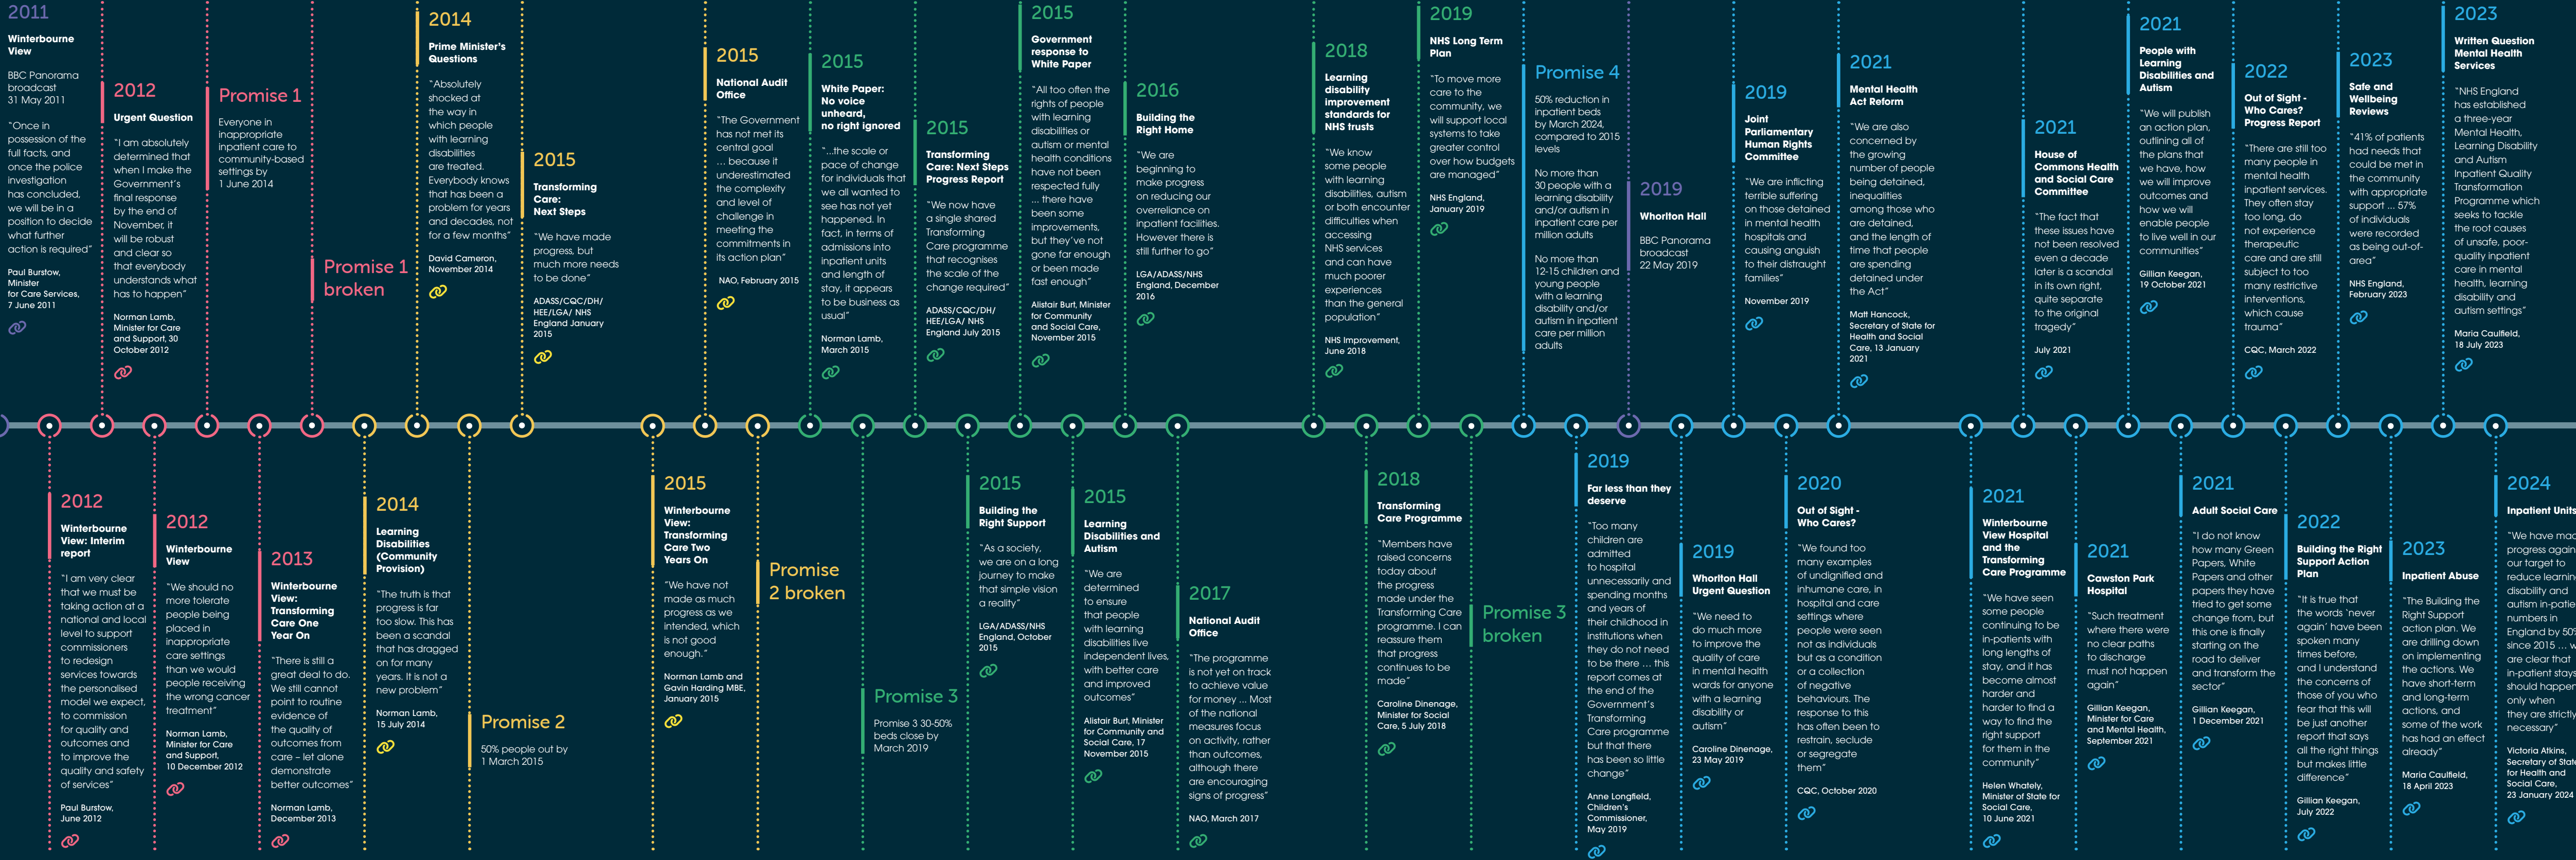 2011
Winterbourne
View
BBC Panorama
broadcast
31 May 2011
“Once in
possession of the
full facts, and
once the police
investigation
has concluded,
we will be in a
position to decide
what further
action is required”
Paul Burstow,
Minister
for Care Services,
7 June 2011
2012
Urgent Question
“I am absolutely
determined that
when I make the
Government’s
final response
by the end of
November, it
will be robust
and clear so
that everybody
understands what
has to happen”
Norman Lamb,
Minister for Care
and Support, 30
October 2012
Promise 1
Everyone in
inappropriate
inpatient care to
community-based
settings by
1 June 2014
Promise 1
broken
2014
Prime Minister’s
Questions
“Absolutely
shocked at
the way in
which people
with learning
disabilities
are treated.
Everybody knows
that has been a
problem for years
and decades, not
for a few months”
David Cameron,
November 2014
2015
Transforming
Care:
Next Steps
“We have made
progress, but
much more needs
to be done”
ADASS/CQC/DH/
HEE/LGA/ NHS
England January
2015
2015
National Audit
Office
“The Government
has not met its
central goal
... because it
underestimated
the complexity
and level of
challenge in
meeting the
commitments in
its action plan”
NAO, February 2015
2015
White Paper:
No voice
unheard,
no right ignored
“...the scale or
pace of change
for individuals that
we all wanted to
see has not yet
happened. In
fact, in terms of
admissions into
inpatient units
and length of
stay, it appears
to be business as
usual”
Norman Lamb,
March 2015
2015
Transforming
Care: Next Steps
Progress Report
“We now have
a single shared
Transforming
Care programme
that recognises
the scale of the
change required”
ADASS/CQC/DH/
HEE/LGA/ NHS
England July 2015
2015
Government
response to
White Paper
“All too often the
rights of people
with learning
disabilities or
autism or mental
health conditions
have not been
respected fully
... there have
been some
improvements,
but they’ve not
gone far enough
or been made
fast enough”
Alistair Burt, Minister
for Community
and Social Care,
November 2015
2016
Building the
Right Home
“We are
beginning to
make progress
on reducing our
overreliance on
inpatient facilities.
However there is
still further to go”
LGA/ADASS/NHS
England, December
2016
2018
Learning
disability
improvement
standards for
NHS trusts
“We know
some people
with learning
disabilities, autism
or both encounter
difficulties when
accessing
NHS services
and can have
much poorer
experiences
than the general
population”
NHS Improvement,
June 2018
2019
NHS Long Term
Plan
“To move more
care to the
community, we
will support local
systems to take
greater control
over how budgets
are managed”
NHS England,
January 2019
Promise 4
50% reduction in
inpatient beds
by March 2024,
compared to 2015
levels
No more than
30 people with a
learning disability
and/or autism in
inpatient care per
million adults
No more than
12-15 children and
young people
with a learning
disability and/or
autism in inpatient
care per million
adults
2019
Whorlton Hall
BBC Panorama
broadcast
22 May 2019
2019
Joint
Parliamentary
Human Rights
Committee
“We are inflicting
terrible suffering
on those detained
in mental health
hospitals and
causing anguish
to their distraught
families”
November 2019
2021
Mental Health
Act Reform
“We are also
concerned by
the growing
number of people
being detained,
inequalities
among those who
are detained,
and the length of
time that people
are spending
detained under
the Act”
Matt Hancock,
Secretary of State for
Health and Social
Care, 13 January
2021
2021
House of
Commons Health
and Social Care
Committee
“The fact that
these issues have
not been resolved
even a decade
later is a scandal
in its own right,
quite separate
to the original
tragedy”
July 2021
2021
People with
Learning
Disabilities and
Autism
“We will publish
an action plan,
outlining all of
the plans that
we have, how
we will improve
outcomes and
how we will
enable people
to live well in our
communities”
Gillian Keegan,
19 October 2021
2022
Out of Sight -
Who Cares?
Progress Report
“There are still too
many people in
mental health
inpatient services.
They often stay
too long, do
not experience
therapeutic
care and are still
subject to too
many restrictive
interventions,
which cause
trauma”
CQC, March 2022
2023
Safe and
Wellbeing
Reviews
“41% of patients
had needs that
could be met in
the community
with appropriate
support ... 57%
of individuals
were recorded
as being out-of-
area”
NHS England,
February 2023
2023
Written Question
Mental Health
Services
“NHS England
has established
a three-year
Mental Health,
Learning Disability
and Autism
Inpatient Quality
Transformation
Programme which
seeks to tackle
the root causes
of unsafe, poor-
quality inpatient
care in mental
health, learning
disability and
autism settings”
Maria Caulfield,
18 July 2023
2012
Winterbourne
View: Interim
report
“I am very clear
that we must be
taking action at a
national and local
level to support
commissioners
to redesign
services towards
the personalised
model we expect,
to commission
for quality and
outcomes and
to improve the
quality and safety
of services”
Paul Burstow,
June 2012
2012
Winterbourne
View
“We should no
more tolerate
people being
placed in
inappropriate
care settings
than we would
people receiving
the wrong cancer
treatment”
Norman Lamb,
Minister for Care
and Support,
10 December 2012
2013
Winterbourne
View:
Transforming
Care One
Year On
“There is still a
great deal to do.
We still cannot
point to routine
evidence of
the quality of
outcomes from
care – let alone
demonstrate
better outcomes”
Norman Lamb,
December 2013
2014
Learning
Disabilities
(Community
Provision)
“The truth is that
progress is far
too slow. This has
been a scandal
that has dragged
on for many
years. It is not a
new problem”
Norman Lamb,
15 July 2014
Promise 2
50% people out by
1 March 2015
2015
Winterbourne
View:
Transforming
Care Two
Years On
“We have not
made as much
progress as we
intended, which
is not good
enough.”
Norman Lamb and
Gavin Harding MBE,
January 2015
Promise
2 broken
Promise 3
Promise 3 30-50%
beds close by
March 2019
2015
Building the
Right Support
“As a society,
we are on a long
journey to make
that simple vision
a reality”
LGA/ADASS/NHS
England, October
2015
2015
Learning
Disabilities and
Autism
“We are
determined
to ensure
that people
with learning
disabilities live
independent lives,
with better care
and improved
outcomes”
Alistair Burt, Minister
for Community and
Social Care, 17
November 2015
2017
National Audit
Office
“The programme
is not yet on track
to achieve value
for money ... Most
of the national
measures focus
on activity, rather
than outcomes,
although there
are encouraging
signs of progress”
NAO, March 2017
2018
Transforming
Care Programme
“Members have
raised concerns
today about
the progress
made under the
Transforming Care
programme. I can
reassure them
that progress
continues to be
made”
Caroline Dinenage,
Minister for Social
Care, 5 July 2018
Promise 3
broken
2019
Far less than they
deserve
“Too many
children are
admitted
to hospital
unnecessarily and
spending months
and years of
their childhood in
institutions when
they do not need
to be there ... this
report comes at
the end of the
Government’s
Transforming
Care programme
but that there
has been so little
change”
Anne Longfield,
Children’s
Commissioner,
May 2019
2019
Whorlton Hall
Urgent Question
“We need to
do much more
to improve the
quality of care
in mental health
wards for anyone
with a learning
disability or
autism”
Caroline Dinenage,
23 May 2019
2020
Out of Sight -
Who Cares?
“We found too
many examples
of undignified and
inhumane care, in
hospital and care
settings where
people were seen
not as individuals
but as a condition
or a collection
of negative
behaviours. The
response to this
has often been to
restrain, seclude
or segregate
them”
CQC, October 2020
2021
Winterbourne
View Hospital
and the
Transforming
Care Programme
“We have seen
some people
continuing to be
in-patients with
long lengths of
stay, and it has
become almost
harder and
harder to find a
way to find the
right support
for them in the
community”
Helen Whately,
Minister of State for
Social Care,
10 June 2021
2021
Cawston Park
Hospital
“Such treatment
where there were
no clear paths
to discharge
must not happen
again”
Gillian Keegan,
Minister for Care
and Mental Health,
September 2021
2021
Adult Social Care
“I do not know
how many Green
Papers, White
Papers and other
papers they have
tried to get some
change from, but
this one is finally
starting on the
road to deliver
and transform the
sector”
Gillian Keegan,
1 December 2021
2022
Building the Right
Support Action
Plan
“It is true that
the words ‘never
again’ have been
spoken many
times before,
and I understand
the concerns of
those of you who
fear that this will
be just another
report that says
all the right things
but makes little
difference”
Gillian Keegan,
July 2022
2023
Inpatient Abuse
“The Building the
Right Support
action plan. We
are drilling down
on implementing
the actions. We
have short-term
and long-term
actions, and
some of the work
has had an effect
already”
Maria Caulfield,
18 April 2023
2024
Inpatient Units
“We have mad
progress again
our target to
reduce learnin
disability and
autism in-patie
numbers in
England by 50%
since 2015 ... w
are clear that
in-patient stays
should happen
only when
they are strictly
necessary”
Victoria Atkins,
Secretary of State
for Health and
Social Care,
23 January 2024